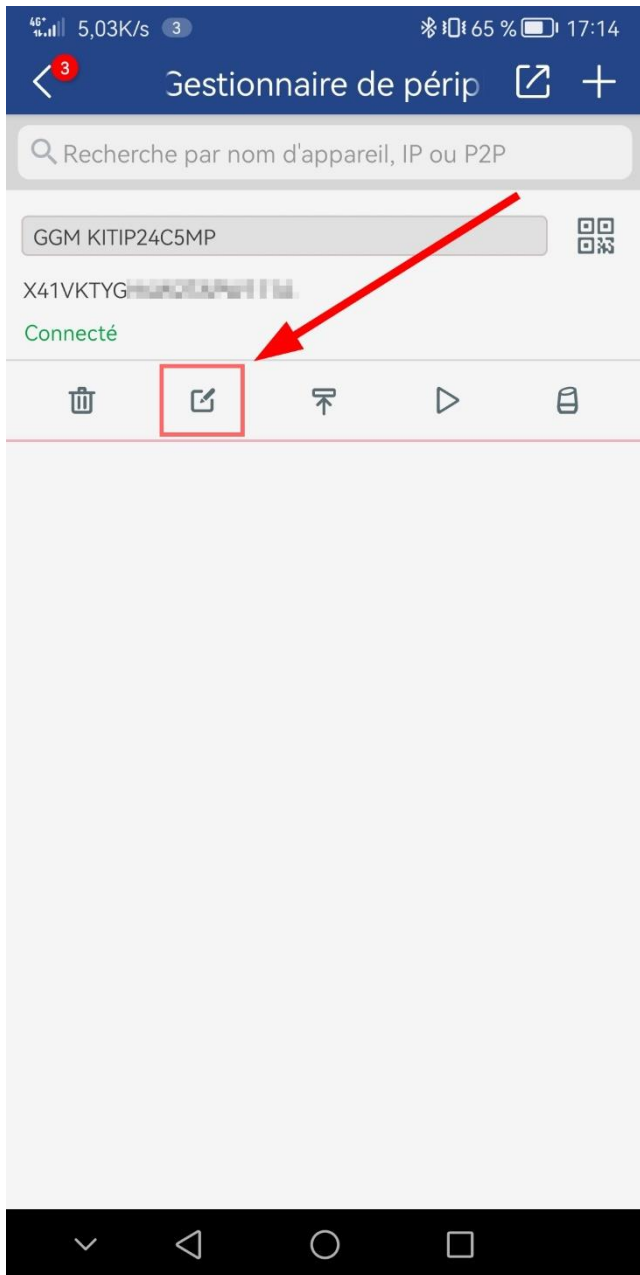 4G+ 5,03K/s 3 65 % 17:14
3 Gestionnaire de périp
Recherche par nom d'appareil, IP ou P2P
GGM KITIP24C5MP
X41VKTYG
Connecté